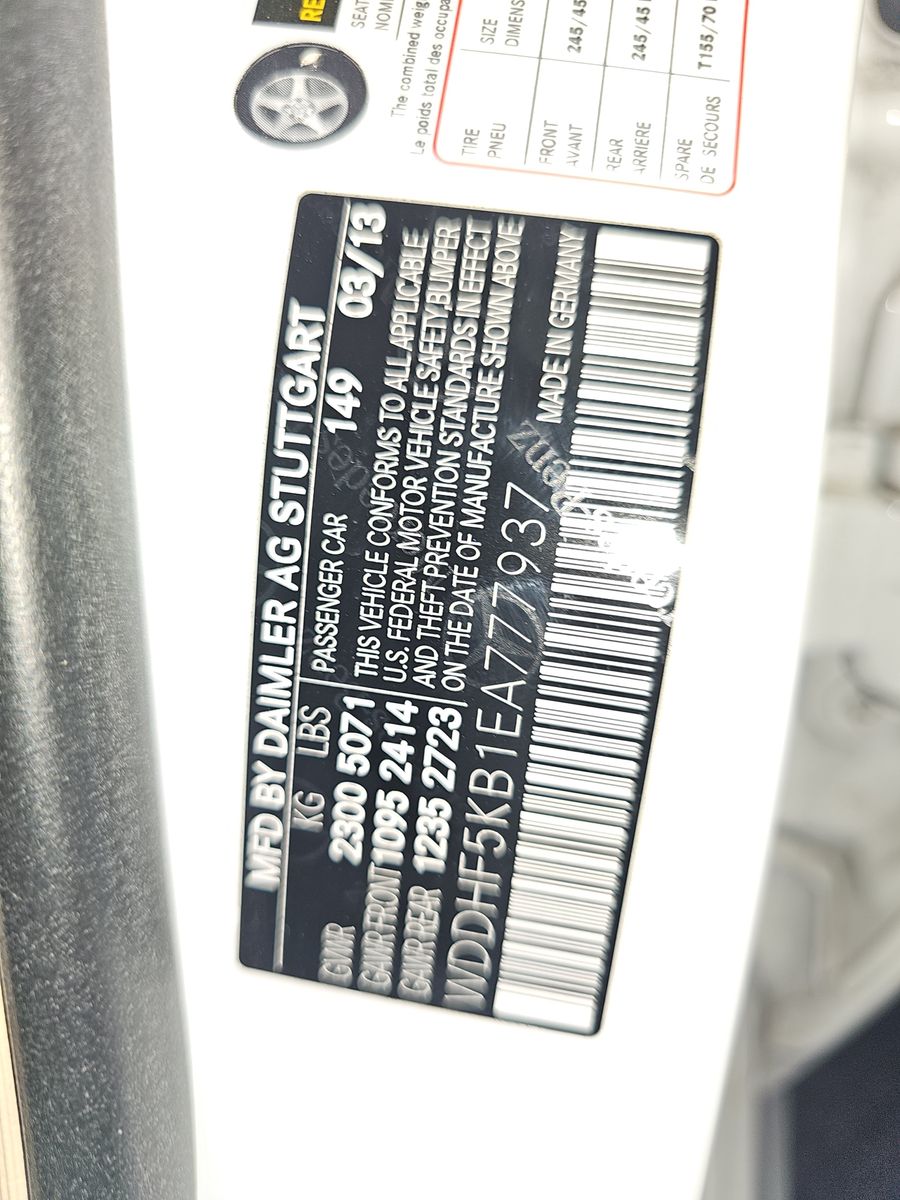 RE
SEAT
NOMI
The combined weig
Le poids total des occupa
TIRE SIZE
PNEU DIMENS
FRONT 245/45
AVANT
REAR 245/45
ARRIERE
SPARE T155/70
DE SECOURS
MFD BY DAIMLER AG STUTTGART
KG LBS PASSENGER CAR 149 03/13
GVWR 2300 5071 THIS VEHICLE CONFORMS TO ALL APPLICABLE
GAWR FRONT 1095 2414 U.S. FEDERAL MOTOR VEHICLE SAFETY,BUMPER
GAWR REAR 1235 2723 AND THEFT PREVENTION STANDARDS IN EFFECT
ON THE DATE OF MANUFACTURE SHOWN ABOVE
WDDHF5KB1EA777937 MADE IN GERMANY
Benz